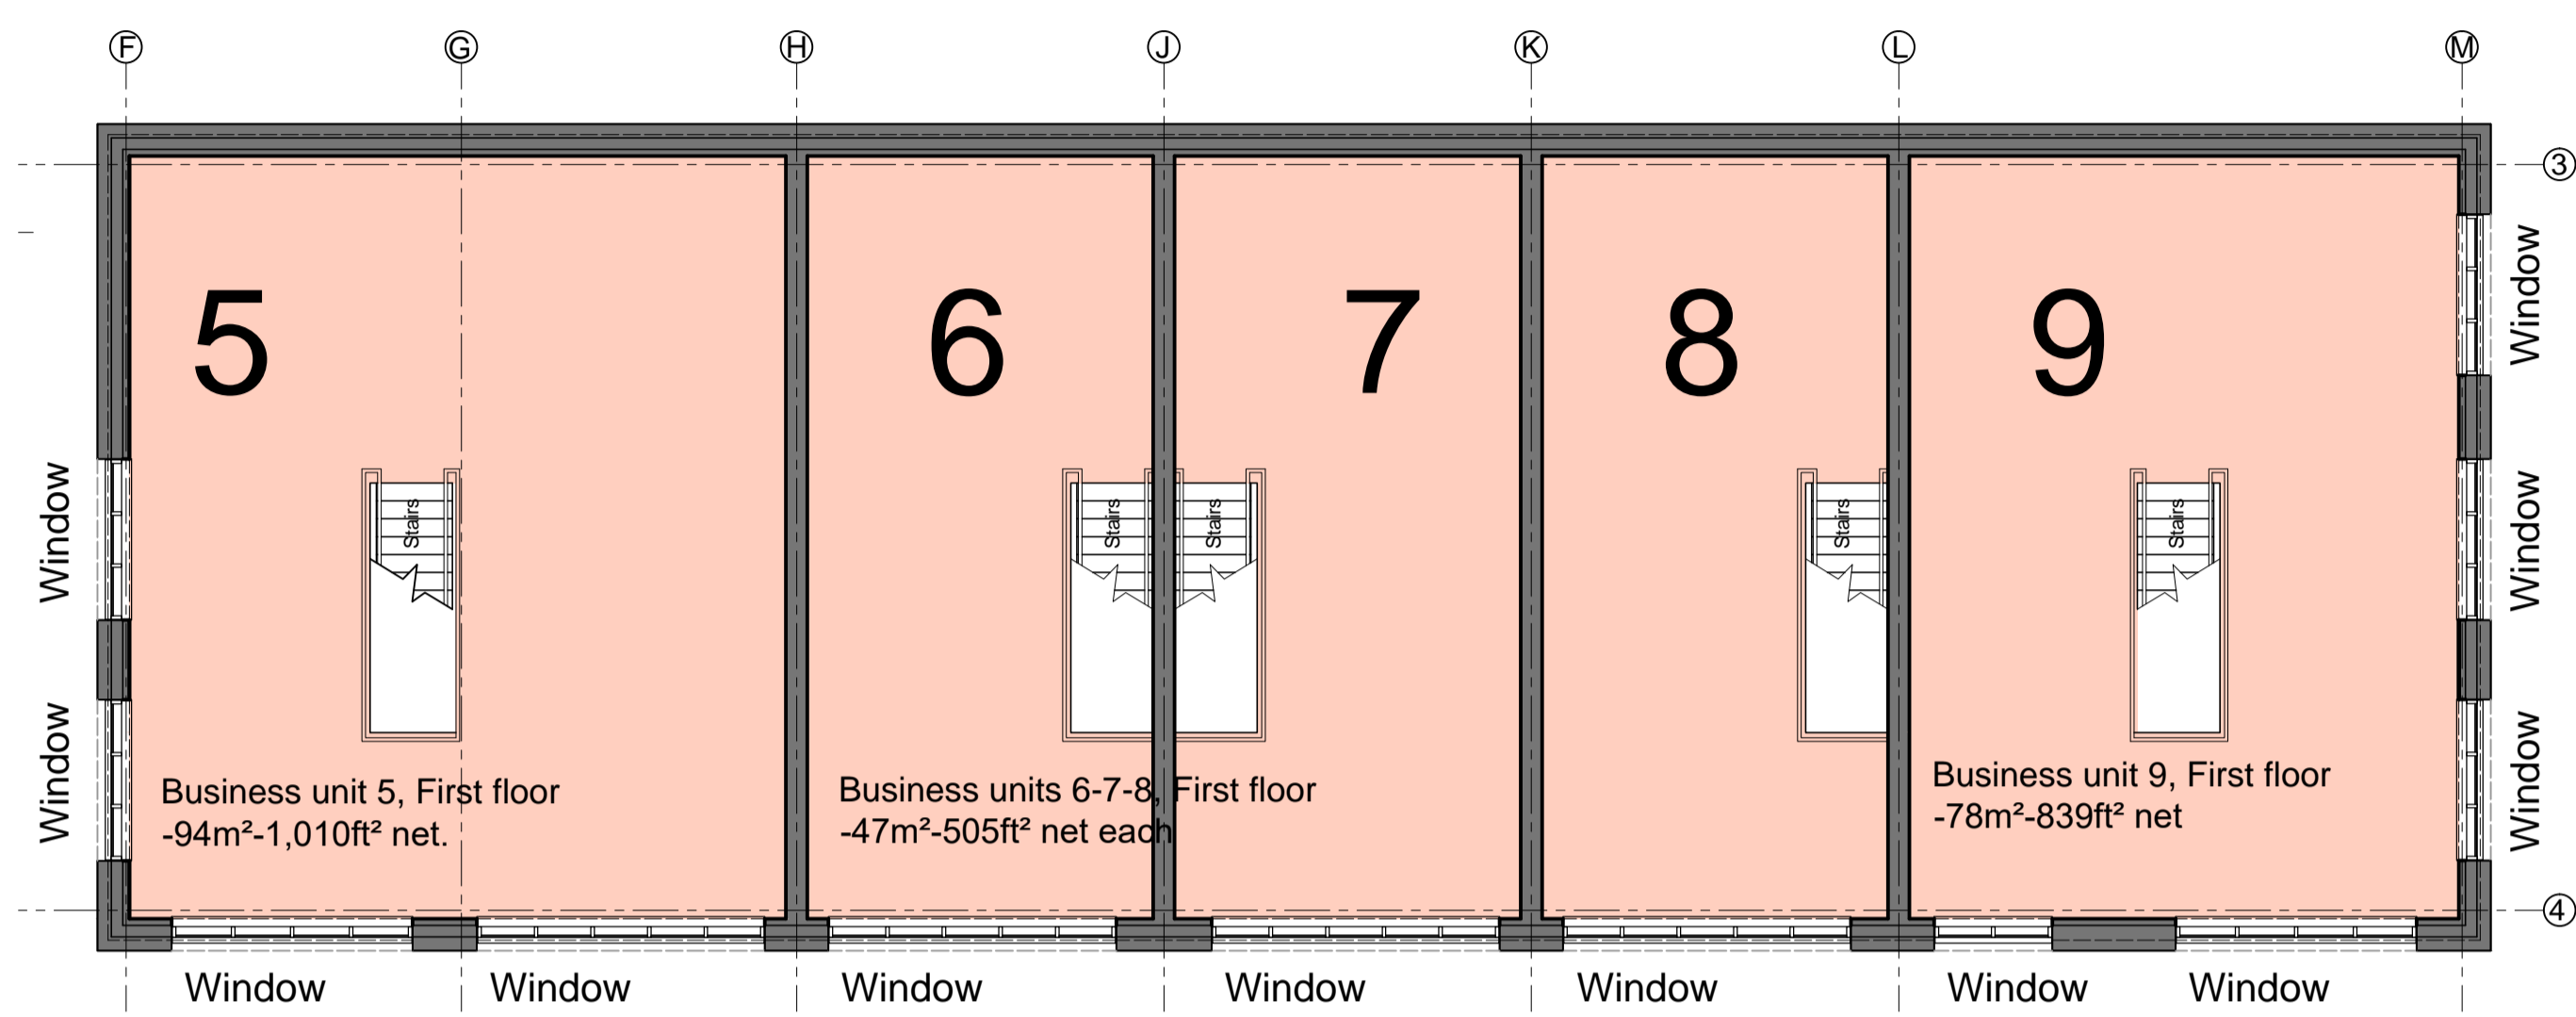 F G H J K L M
3
5 6 7 8 9
Window
Window
Window
Window
Window
Stairs
Stairs
Stairs
Stairs
Stairs
Business unit 5, First floor
-94m²-1,010ft² net.
Business units 6-7-8, First floor
-47m²-505ft² net each
Business unit 9, First floor
-78m²-839ft² net
4
Window Window Window Window Window Window Window